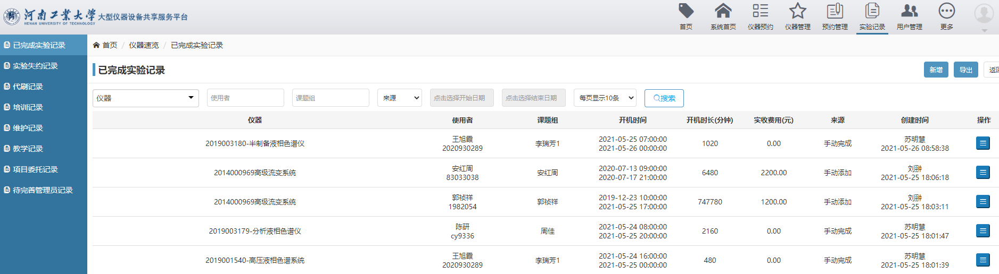 河南工業大學 大型仪器设备共享服务平台
HENAN UNIVERSITY OF TECHNOLOGY
首页 系统首页 仪器预约 仪器管理 预约管理 实验记录 用户管理 更多
已完成实验记录
实验失约记录
代刷记录
培训记录
维护记录
教学记录
项目委托记录
待完善管理员记录
首页 / 仪器速览 / 已完成实验记录
已完成实验记录
新增 导出 返回
仪器 使用者 课题组 来源 点击选择开始日期 点击选择结束日期 每页显示10条 搜索
仪器 使用者 课题组 开机时间 开机时长(分钟) 实收费用(元) 来源 创建时间 操作
2019003180-半制备液相色谱仪 王旭霞 2020930289 李瑞芳1 2021-05-25 07:00:00 2021-05-26 00:00:00 1020 0.00 手动完成 苏明慧 2021-05-26 08:58:38
2014000969高级流变系统 安红周 83033038 安红周 2020-07-13 09:00:00 2020-07-17 21:00:00 6480 2200.00 手动添加 刘翀 2021-05-25 18:06:18
2014000969高级流变系统 郭祯祥 1982054 郭祯祥 2019-12-23 10:00:00 2021-05-25 17:00:00 747780 1200.00 手动添加 刘翀 2021-05-25 18:03:11
2019003179-分析液相色谱仪 陈研 cy9336 周佳 2021-05-24 08:00:00 2021-05-25 20:00:00 2160 0.00 手动完成 苏明慧 2021-05-25 18:01:47
2019001540-高压液相色谱系统 王旭霞 2020930289 李瑞芳1 2021-05-24 16:00:00 2021-05-25 00:00:00 480 0.00 手动完成 苏明慧 2021-05-25 18:01:39